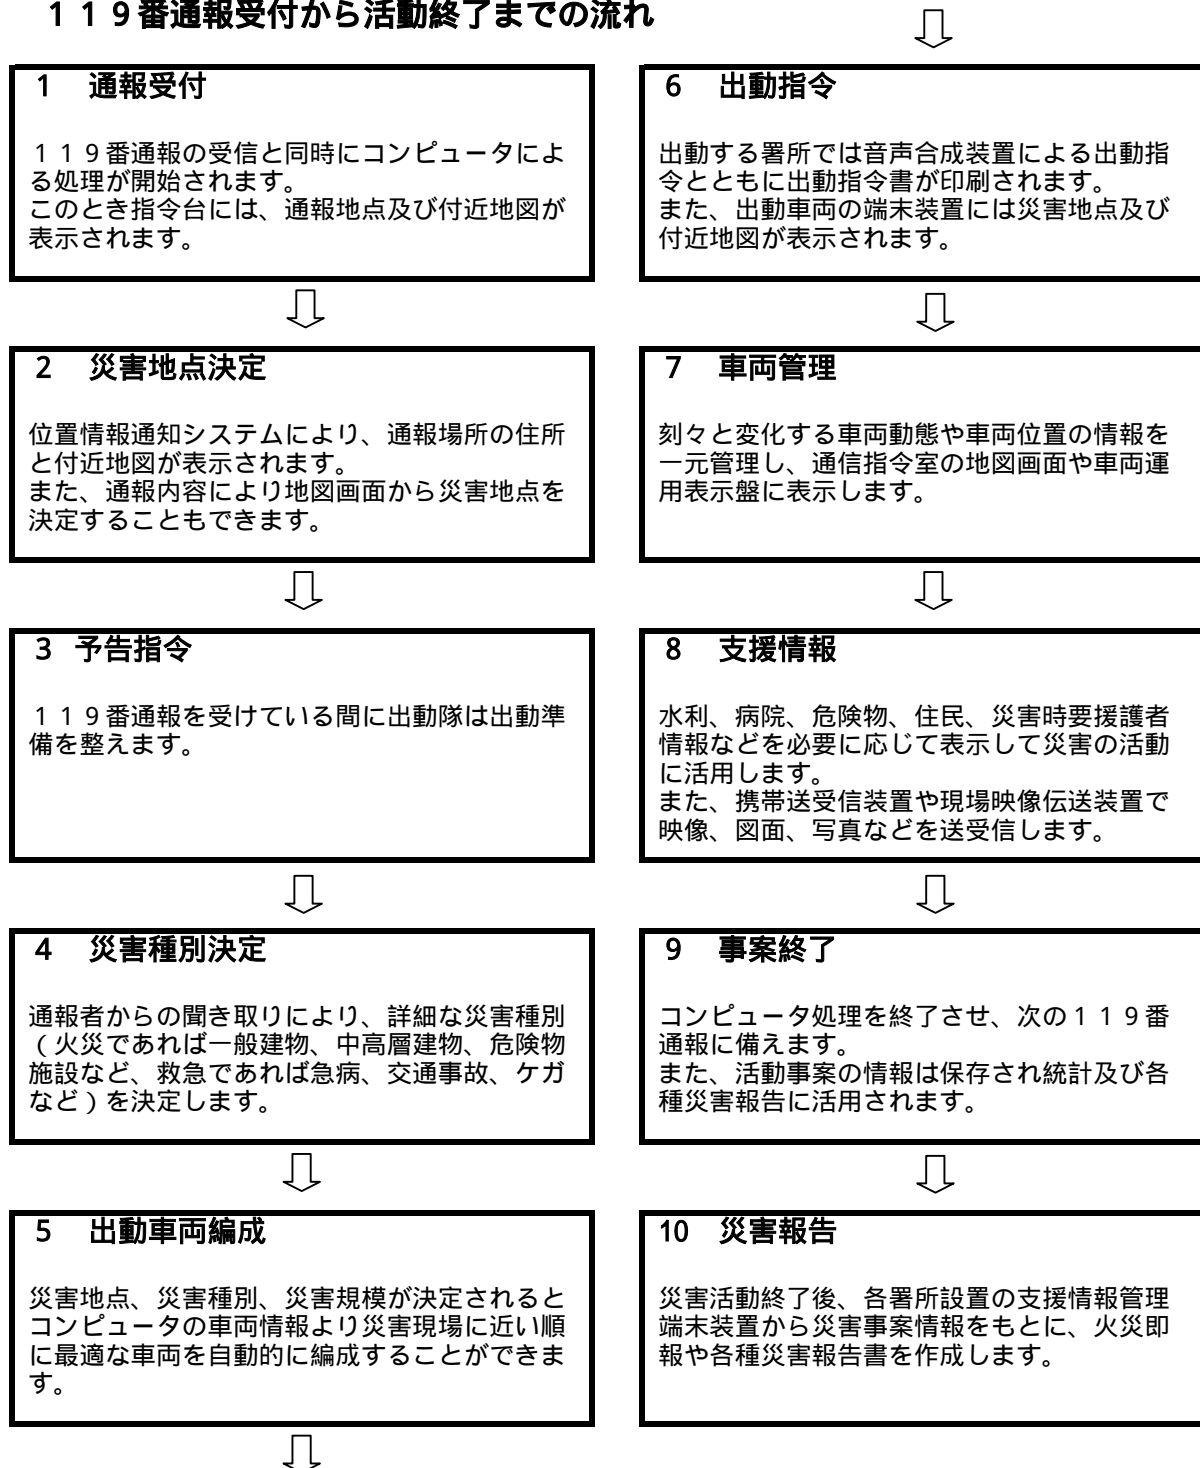 １１９番通報受付から活動終了までの流れ
1　通報受付
１１９番通報の受信と同時にコンピュータによ
る処理が開始されます。
このとき指令台には、通報地点及び付近地図が
表示されます。
2　災害地点決定
位置情報通知システムにより、通報場所の住所
と付近地図が表示されます。
また、通報内容により地図画面から災害地点を
決定することもできます。
3 予告指令
１１９番通報を受けている間に出動隊は出動準
備を整えます。
4　災害種別決定
通報者からの聞き取りにより、詳細な災害種別
（火災であれば一般建物、中高層建物、危険物
施設など、救急であれば急病、交通事故、ケガ
など）を決定します。
5　出動車両編成
災害地点、災害種別、災害規模が決定されると
コンピュータの車両情報より災害現場に近い順
に最適な車両を自動的に編成することができま
す。
6　出動指令
出動する署所では音声合成装置による出動指
令とともに出動指令書が印刷されます。
また、出動車両の端末装置には災害地点及び
付近地図が表示されます。
7　車両管理
刻々と変化する車両動態や車両位置の情報を
一元管理し、通信指令室の地図画面や車両運
用表示盤に表示します。
8　支援情報
水利、病院、危険物、住民、災害時要援護者
情報などを必要に応じて表示して災害の活動
に活用します。
また、携帯送受信装置や現場映像伝送装置で
映像、図面、写真などを送受信します。
9　事案終了
コンピュータ処理を終了させ、次の１１９番
通報に備えます。
また、活動事案の情報は保存され統計及び各
種災害報告に活用されます。
10　災害報告
災害活動終了後、各署所設置の支援情報管理
端末装置から災害事案情報をもとに、火災即
報や各種災害報告書を作成します。